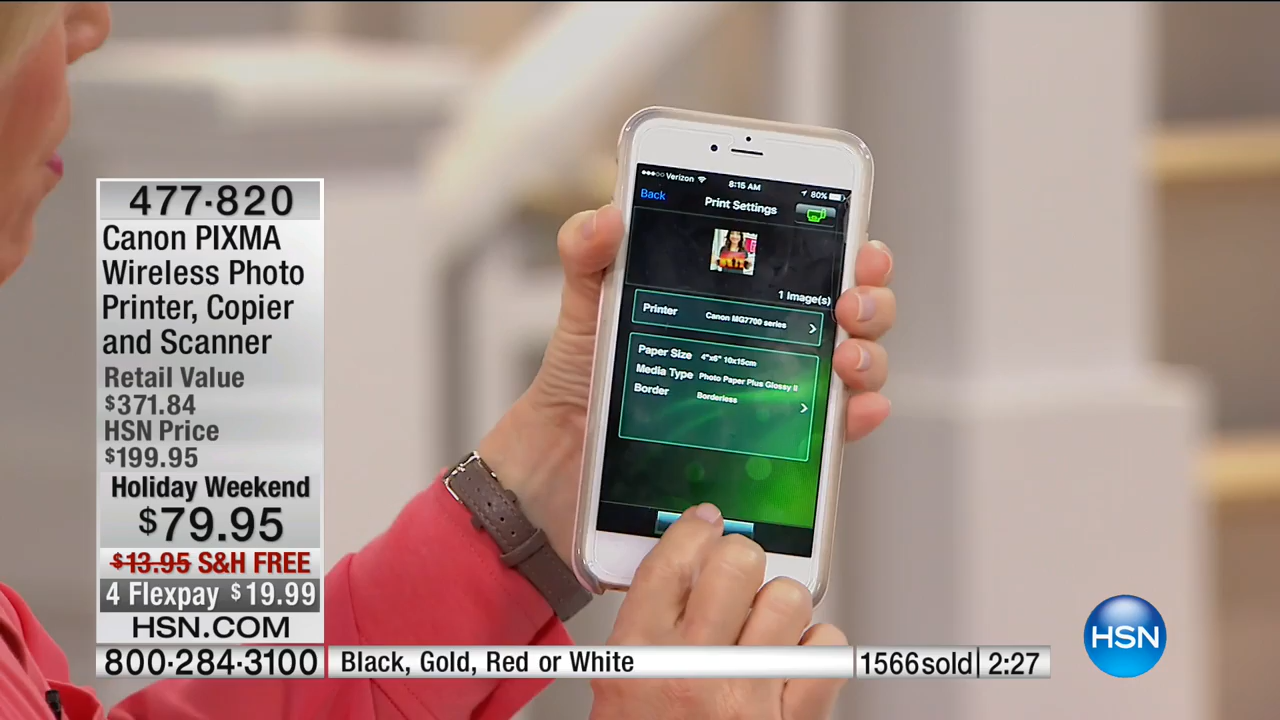 477·820
Canon PIXMA
Wireless Photo
Printer, Copier
and Scanner
Retail Value
$371.84
HSN Price
$199.95
Holiday Weekend
$79.95
$13.95 S&H FREE
4 Flexpay $19.99
HSN.COM
800·284·3100
Black, Gold, Red or White
1566sold
2:27
HSN
Verizon
8:15 AM
80%
Back
Print Settings
1 Image(s)
Printer Canon MG7700 series
Paper Size 4"x6" 10x15cm
Media Type Photo Paper Plus Glossy II
Border Borderless